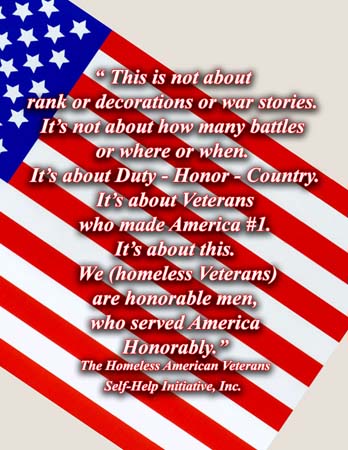 “ This is not about
rank or decorations or war stories.
It’s not about how many battles
or where or when.
It’s about Duty - Honor - Country.
It’s about Veterans
who made America #1.
It’s about this.
We (homeless Veterans)
are honorable men,
who served America
Honorably.”
The Homeless American Veterans
Self-Help Initiative, Inc.